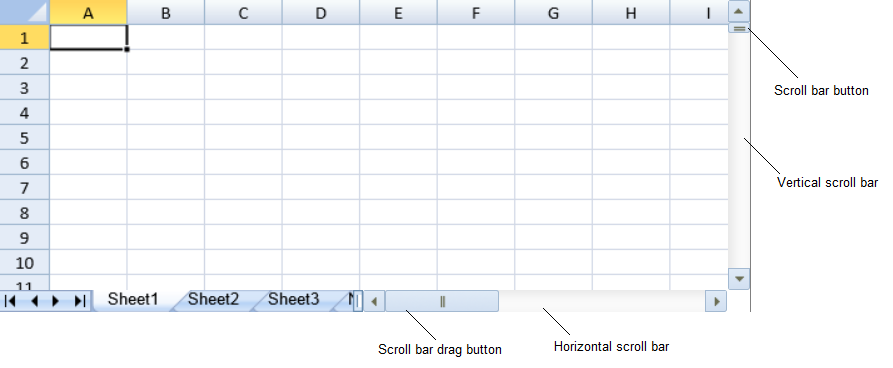 A B C D E F G H I
1
2
Scroll bar button
3
4
5
6
Vertical scroll bar
7
8
9
10
11
Sheet1 Sheet2 Sheet3
Scroll bar drag button
Horizontal scroll bar